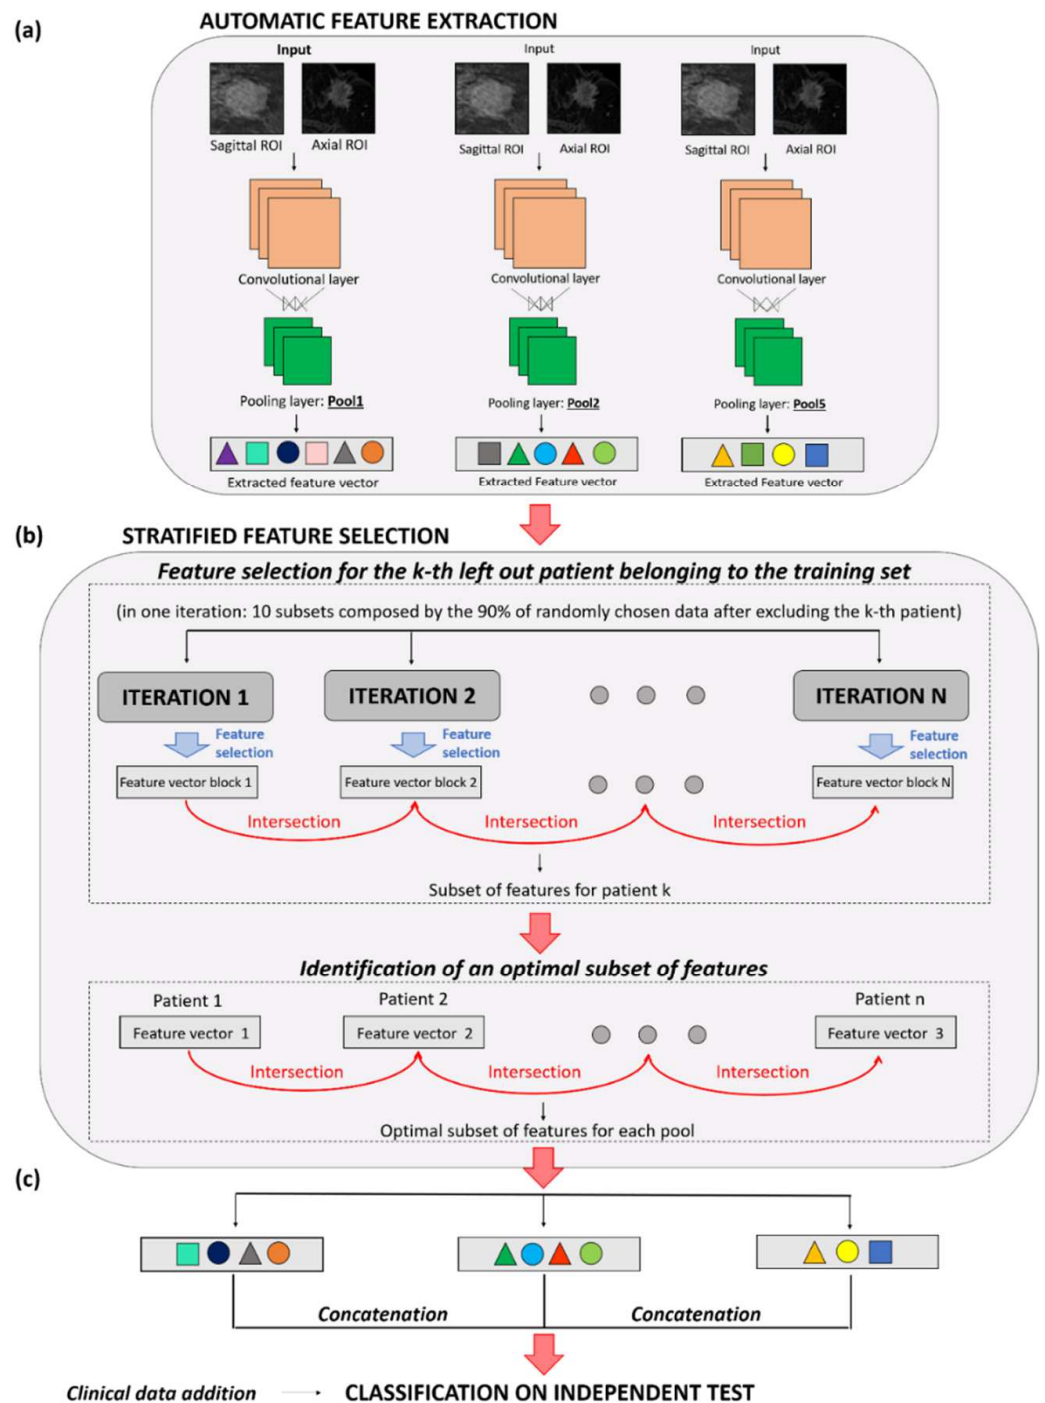 (a)
AUTOMATIC FEATURE EXTRACTION
Input Input Input
Sagittal ROI Axial ROI Sagittal ROI Axial ROI Sagittal ROI Axial ROI
Convolutional layer Convolutional layer Convolutional layer
Pooling layer: Pool1 Pooling layer: Pool2 Pooling layer: Pool5
Extracted feature vector Extracted Feature vector Extracted Feature vector
(b)
STRATIFIED FEATURE SELECTION
Feature selection for the k-th left out patient belonging to the training set
(in one iteration: 10 subsets composed by the 90% of randomly chosen data after excluding the k-th patient)
ITERATION 1 ITERATION 2 ITERATION N
Feature Feature Feature
selection selection selection
Feature vector block 1 Feature vector block 2 Feature vector block N
Intersection Intersection Intersection
Subset of features for patient k
Identification of an optimal subset of features
Patient 1 Patient 2 Patient n
Feature vector 1 Feature vector 2 Feature vector 3
Intersection Intersection Intersection
Optimal subset of features for each pool
(c)
Concatenation Concatenation
Clinical data addition CLASSIFICATION ON INDEPENDENT TEST